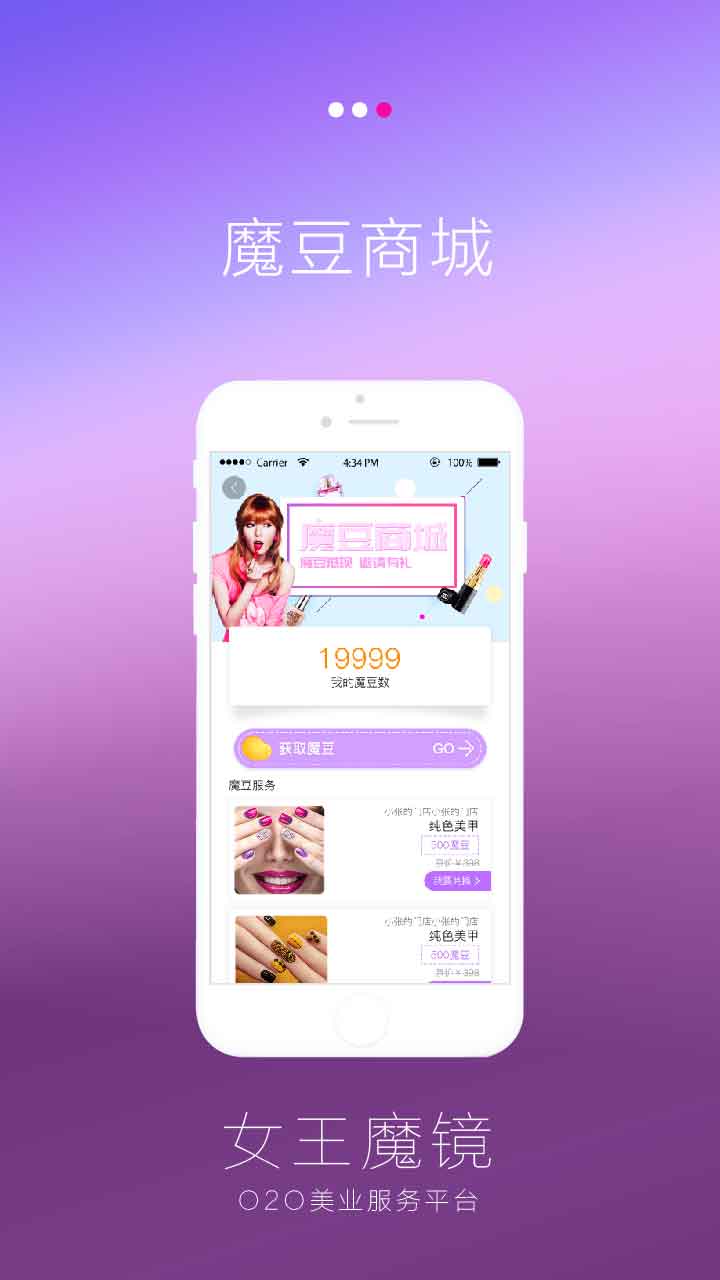 魔豆商城
Carrier 4:34 PM 100%
魔豆商城
魔豆抵现 邀请有礼
19999
我的魔豆数
获取魔豆 GO
魔豆服务
小张的门店小张的门店
纯色美甲
500魔豆
原价￥398
我要兑换
小张的门店小张的门店
纯色美甲
500魔豆
原价￥398
女王魔镜
O2O美业服务平台